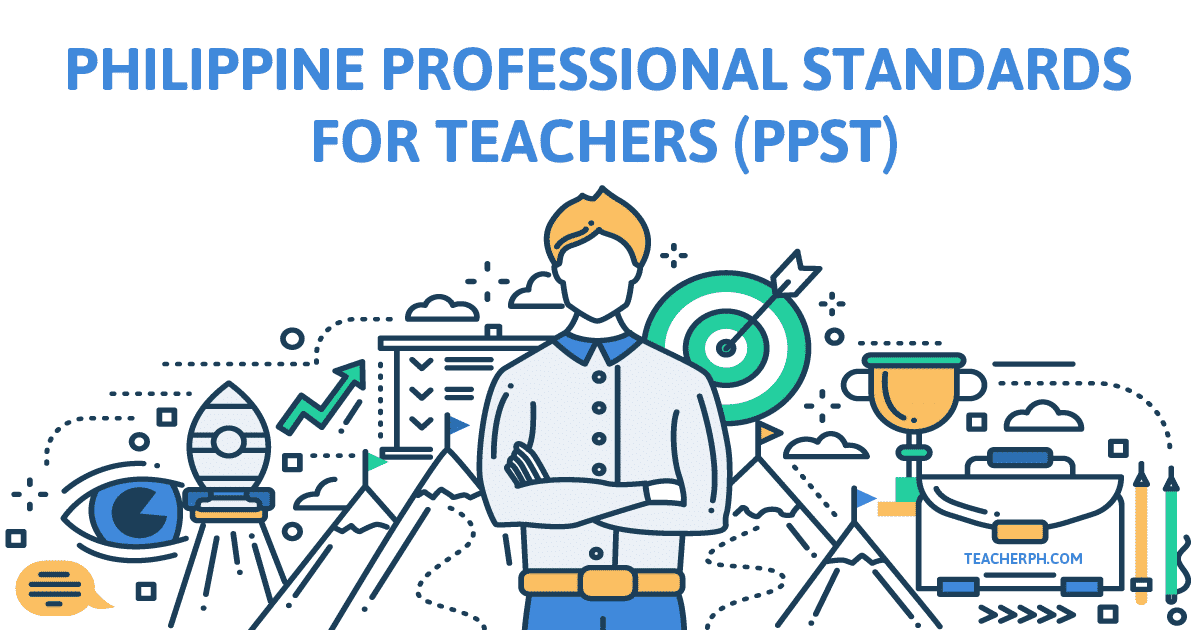 PHILIPPINE PROFESSIONAL STANDARDS
FOR TEACHERS (PPST)
TEACHERPH.COM